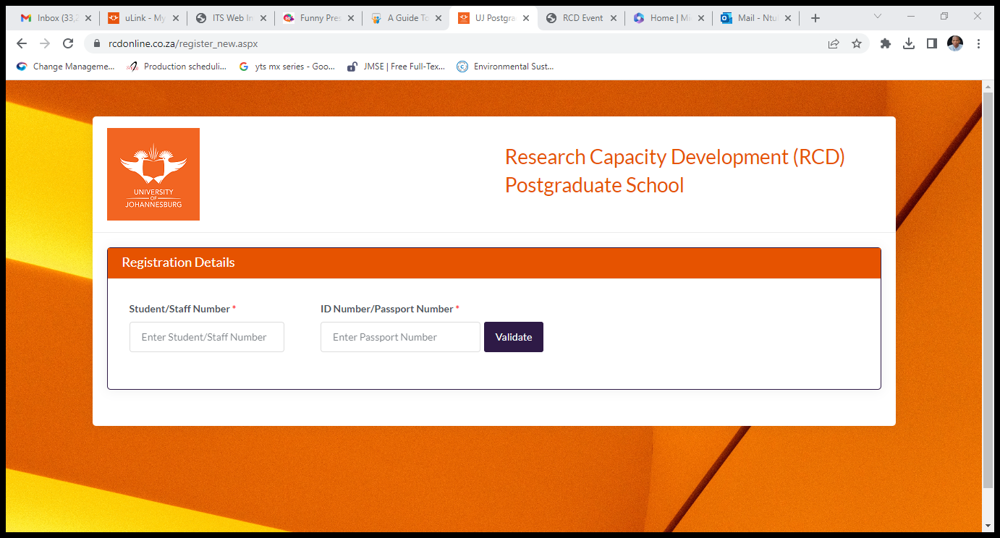 Inbox (33,2
uLink - My
ITS Web In
Funny Pres
A Guide To
UJ Postgra
RCD Event
Home | Mi
Mail - Ntul
rcdonline.co.za/register_new.aspx
Change Manageme...
Production scheduli...
yts mx series - Goo...
JMSE | Free Full-Tex...
Environmental Sust...
UNIVERSITY
OF
JOHANNESBURG
Research Capacity Development (RCD)
Postgraduate School
Registration Details
Student/Staff Number *
ID Number/Passport Number *
Enter Student/Staff Number
Enter Passport Number
Validate